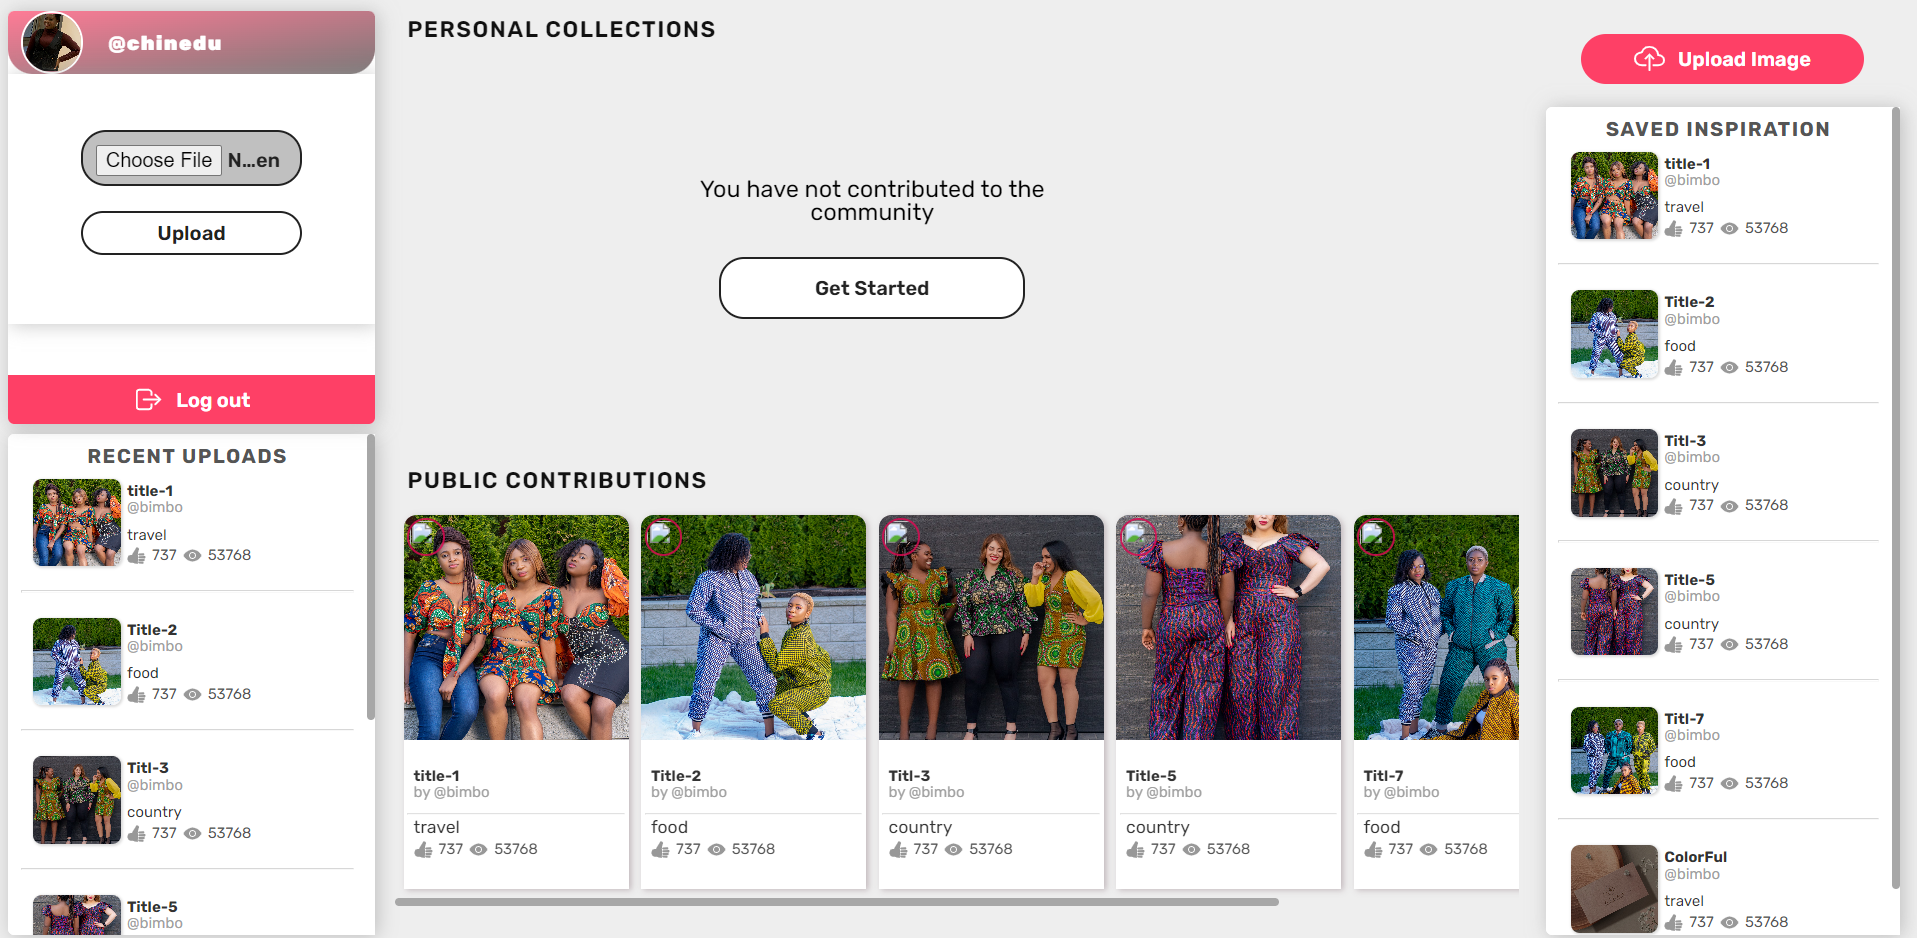 @chinedu
Choose File N...en
Upload
Log out
RECENT UPLOADS
title-1
@bimbo
travel
737 53768
Title-2
@bimbo
food
737 53768
Titl-3
@bimbo
country
737 53768
Title-5
@bimbo
PERSONAL COLLECTIONS
You have not contributed to the
community
Get Started
PUBLIC CONTRIBUTIONS
title-1
by @bimbo
travel
737 53768
Title-2
by @bimbo
food
737 53768
Titl-3
by @bimbo
country
737 53768
Title-5
by @bimbo
country
737 53768
Titl-7
by @bimbo
food
737 53768
Upload Image
SAVED INSPIRATION
title-1
@bimbo
travel
737 53768
Title-2
@bimbo
food
737 53768
Titl-3
@bimbo
country
737 53768
Title-5
@bimbo
country
737 53768
Titl-7
@bimbo
food
737 53768
ColorFul
@bimbo
travel
737 53768